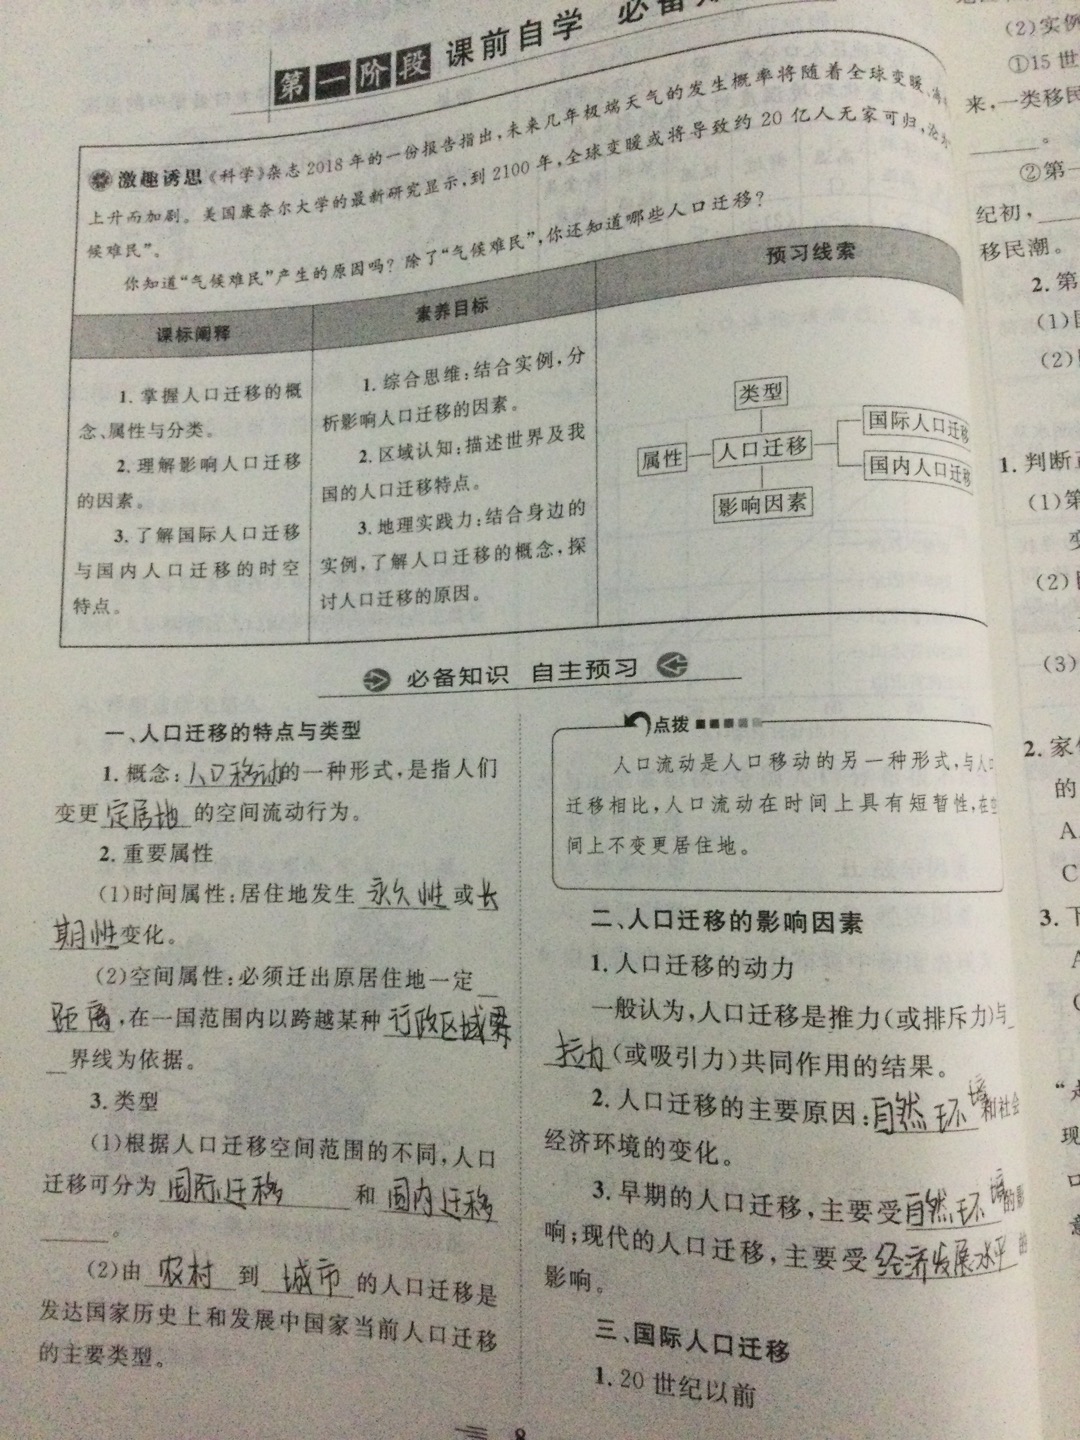 第一阶段 课前自学 必备
激趣诱思《科学》杂志2018年的一份报告指出,未来几年极端天气的发生概率将随着全球变暖、海
上升而加剧。美国康奈尔大学的最新研究显示,到2100年,全球变暖或将导致约20亿人无家可归,沦为
候难民”。
你知道“气候难民”产生的原因吗?除了“气候难民”,你还知道哪些人口迁移?
课标阐释
1.掌握人口迁移的概
念、属性与分类。
2.理解影响人口迁移
的因素。
3.了解国际人口迁移
与国内人口迁移的时空
特点。
素养目标
1.综合思维:结合实例,分
析影响人口迁移的因素。
2.区域认知:描述世界及我
国的人口迁移特点。
3.地理实践力:结合身边的
实例,了解人口迁移的概念,探
讨人口迁移的原因。
预习线索
类型
属性
人口迁移
影响因素
国际人口迁移
国内人口迁移
必备知识 自主预习
一、人口迁移的特点与类型
1.概念:人口移动的一种形式,是指人们
变更定居地的空间流动行为。
2.重要属性
(1)时间属性:居住地发生永久性或长
期性变化。
(2)空间属性:必须迁出原居住地一定
距离,在一国范围内以跨越某种行政区域界
界线为依据。
3.类型
(1)根据人口迁移空间范围的不同,人口
迁移可分为国际迁移和国内迁移
。
(2)由农村到城市的人口迁移是
发达国家历史上和发展中国家当前人口迁移
的主要类型。
点拨
人口流动是人口移动的另一种形式,与人口
迁移相比,人口流动在时间上具有短暂性,在空
间上不变更居住地。
二、人口迁移的影响因素
1.人口迁移的动力
一般认为,人口迁移是推力(或排斥力)与
拉力(或吸引力)共同作用的结果。
2.人口迁移的主要原因:自然环境和社会
经济环境的变化。
3.早期的人口迁移,主要受自然环境的影
响;现代的人口迁移,主要受经济发展水平的
影响。
三、国际人口迁移
1.20世纪以前
8
(2)实例
①15世
来,一类移民
。
②第一
纪初,
移民潮。
2.第
(1)
(2)
1.判断
(1)第
(2)
(3)
2.家
的
A
C
3.下
现
口
意